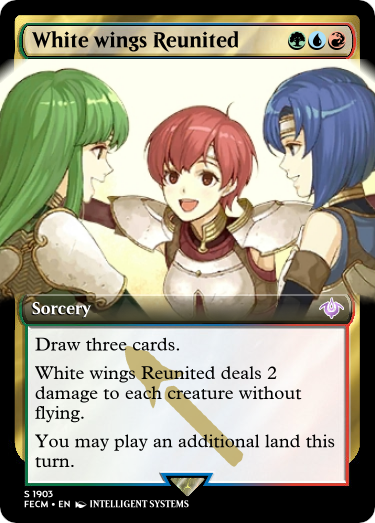 White wings Reunited
Sorcery
Draw three cards.
White wings Reunited deals 2
damage to each creature without
flying.
You may play an additional land this
turn.
S 1903
FECM • EN INTELLIGENT SYSTEMS